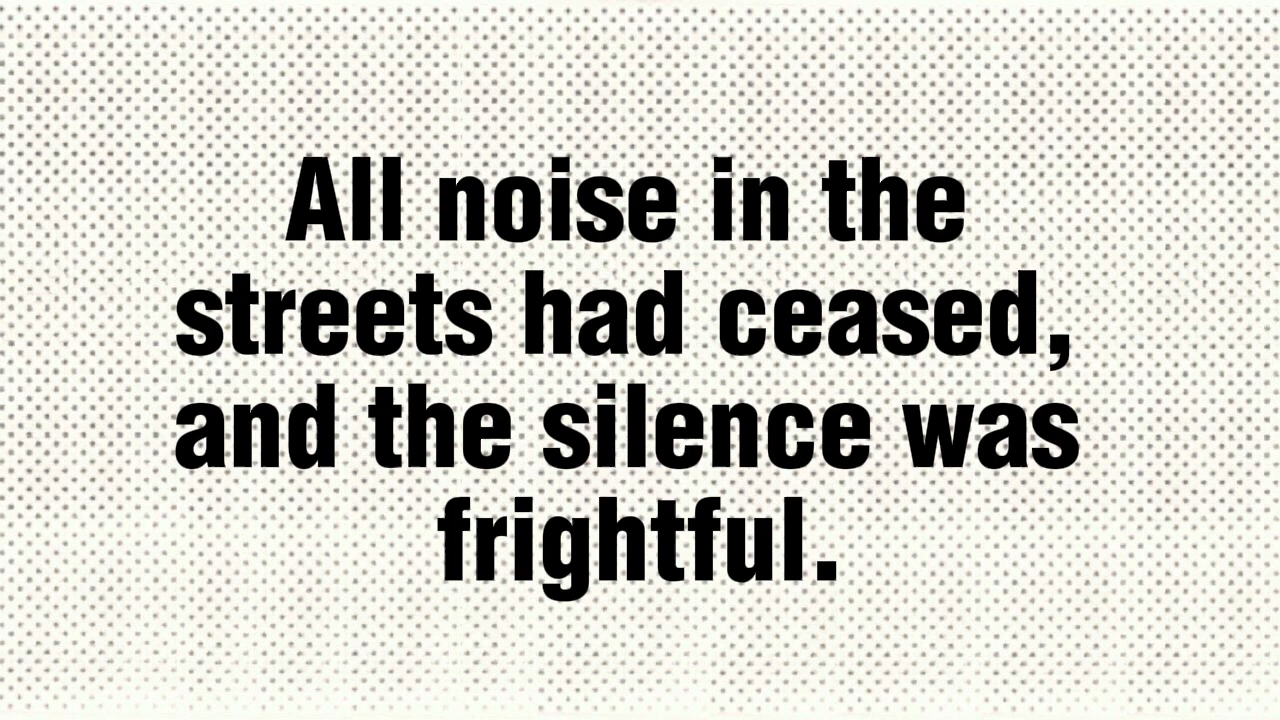 All noise in the
streets had ceased,
and the silence was
frightful.